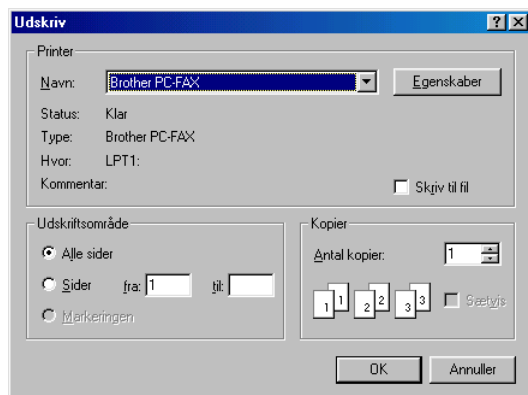 Udskriv
Printer
Navn: Brother PC-FAX Egenskaber
Status: Klar
Type: Brother PC-FAX
Hvor: LPT1:
Kommentar: Skriv til fil
Udskriftsområde
Alle sider
Sider fra: 1 til:
Markeringen
Kopier
Antal kopier: 1
1 1 2 2 3 3 Sætvis
OK Annuller